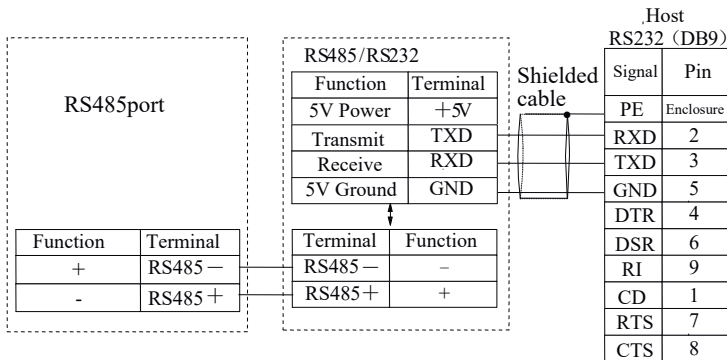 Host
RS232（DB9）
RS485/RS232
Function Terminal
5V Power +5V
Transmit TXD
Receive RXD
5V Ground GND
Shielded
cable
Signal Pin
PE Enclosure
RXD 2
TXD 3
GND 5
DTR 4
DSR 6
RI 9
CD 1
RTS 7
CTS 8
RS485port
Function Terminal
+ RS485－
- RS485＋
Terminal Function
RS485－ –
RS485＋ +